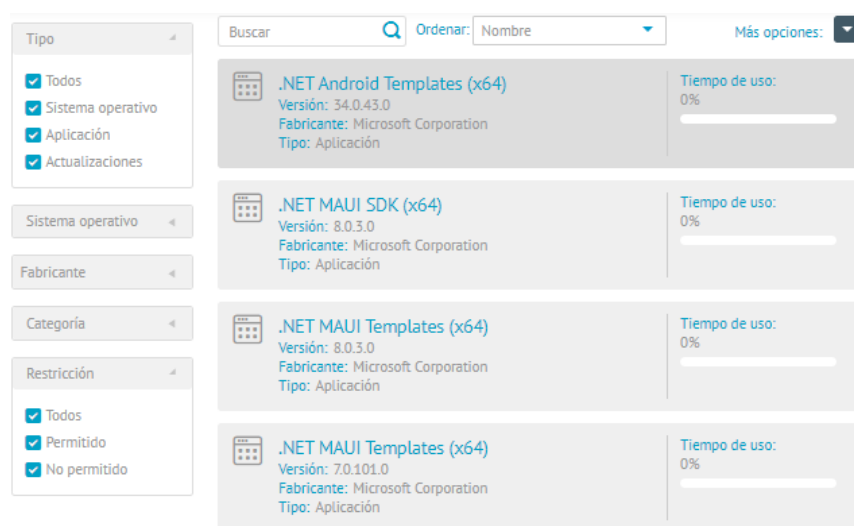 Tipo
Todos
Sistema operativo
Aplicación
Actualizaciones
Sistema operativo
Fabricante
Categoría
Restricción
Todos
Permitido
No permitido
Buscar
Ordenar: Nombre
Más opciones:
.NET Android Templates (x64)
Versión: 34.0.43.0
Fabricante: Microsoft Corporation
Tipo: Aplicación
Tiempo de uso:
0%
.NET MAUI SDK (x64)
Versión: 8.0.3.0
Fabricante: Microsoft Corporation
Tipo: Aplicación
Tiempo de uso:
0%
.NET MAUI Templates (x64)
Versión: 8.0.3.0
Fabricante: Microsoft Corporation
Tipo: Aplicación
Tiempo de uso:
0%
.NET MAUI Templates (x64)
Versión: 7.0.101.0
Fabricante: Microsoft Corporation
Tipo: Aplicación
Tiempo de uso:
0%